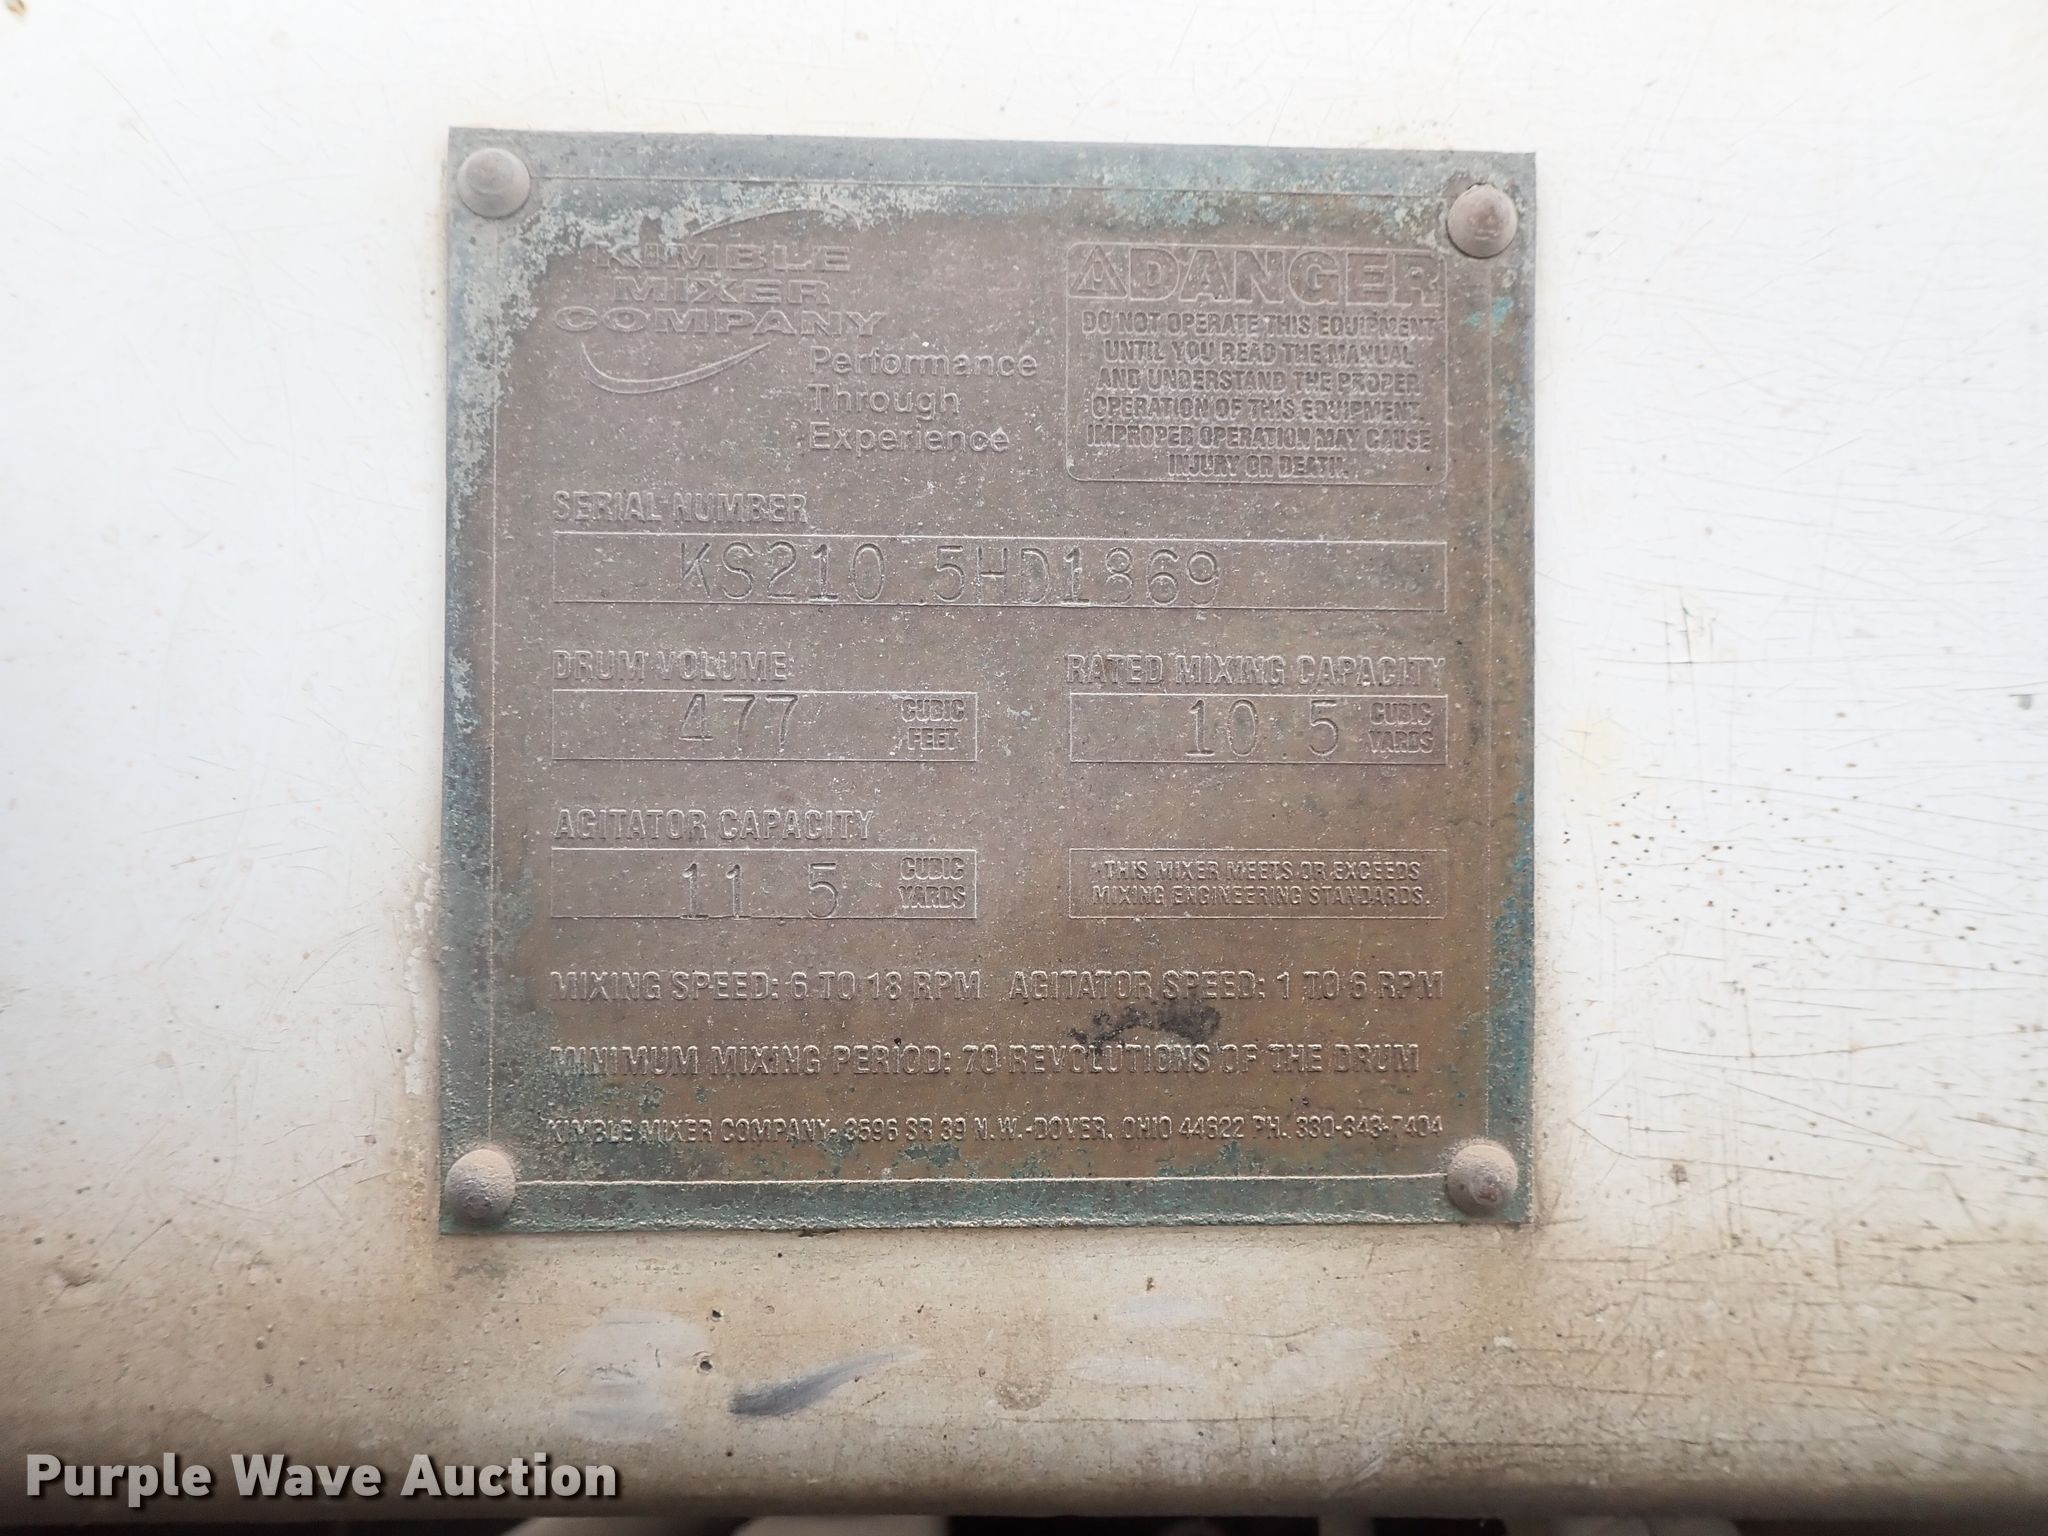 KIMBLE
MIXER
COMPANY
Performance
Through
Experience
DANGER
DO NOT OPERATE THIS EQUIPMENT
UNTIL YOU READ THE MANUAL
AND UNDERSTAND THE PROPER
OPERATION OF THIS EQUIPMENT.
IMPROPER OPERATION MAY CAUSE
INJURY OR DEATH.
SERIAL NUMBER
KS210 5HD1869
DRUM VOLUME
477 CUBIC
FEET
RATED MIXING CAPACITY
10 5 CUBIC
YARDS
AGITATOR CAPACITY
11 5 CUBIC
YARDS
THIS MIXER MEETS OR EXCEEDS
MIXING ENGINEERING STANDARDS.
MIXING SPEED: 6 TO 18 RPM AGITATOR SPEED: 1 TO 6 RPM
MINIMUM MIXING PERIOD: 70 REVOLUTIONS OF THE DRUM
KIMBLE MIXER COMPANY- 3596 SR 39 N.W.-DOVER, OHIO 44622 PH. 330-343-7404
Purple Wave Auction